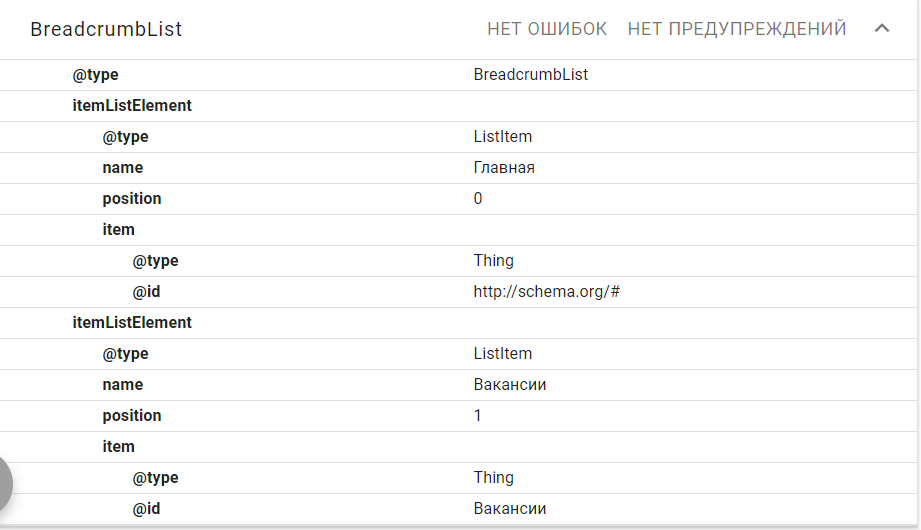 BreadcrumbList НЕТ ОШИБОК НЕТ ПРЕДУПРЕЖДЕНИЙ
@type BreadcrumbList
itemListElement
@type ListItem
name Главная
position 0
item
@type Thing
@id http://schema.org/#
itemListElement
@type ListItem
name Вакансии
position 1
item
@type Thing
@id Вакансии